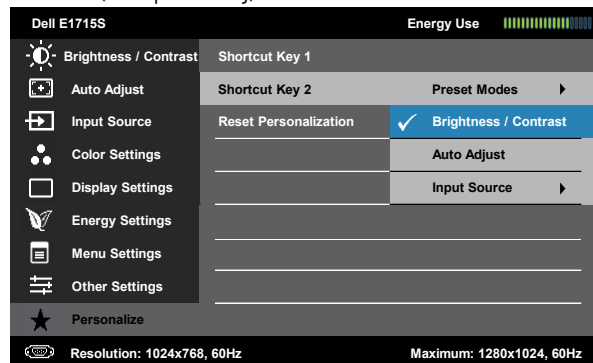 Dell E1715S Energy Use
Brightness / Contrast Shortcut Key 1
Auto Adjust Shortcut Key 2 Preset Modes
Input Source Reset Personalization Brightness / Contrast
Color Settings Auto Adjust
Display Settings Input Source
Energy Settings
Menu Settings
Other Settings
Personalize
Resolution: 1024x768, 60Hz Maximum: 1280x1024, 60Hz